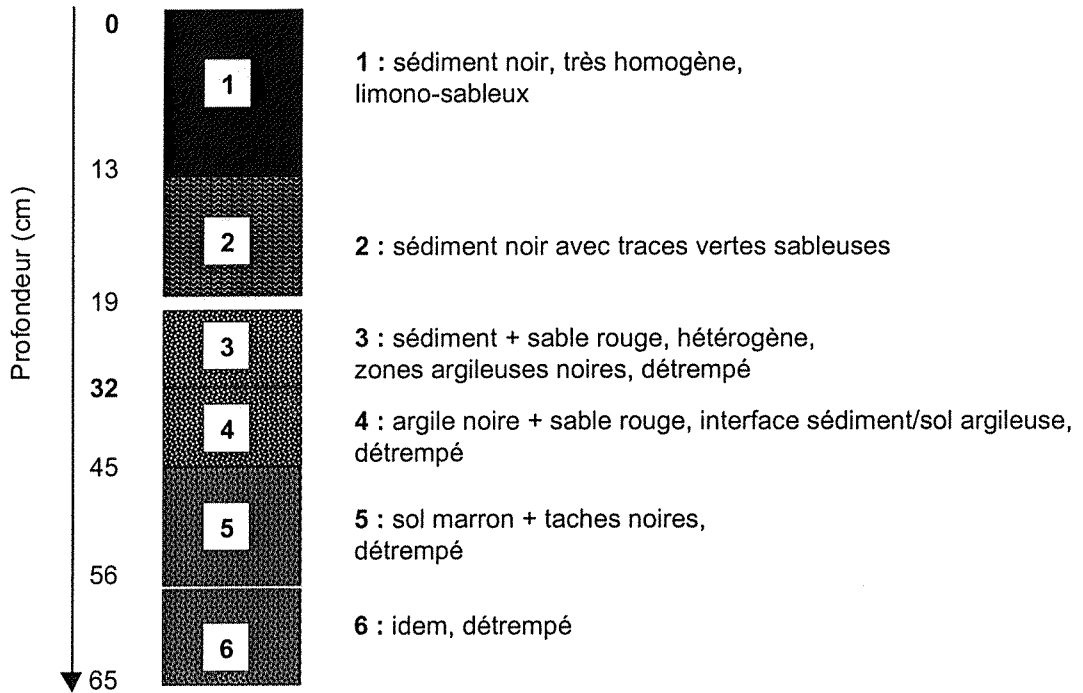 0
1
1 : sédiment noir, très homogène,
limono-sableux
13
Profondeur (cm)
2
2 : sédiment noir avec traces vertes sableuses
19
3
3 : sédiment + sable rouge, hétérogène,
zones argileuses noires, détrempé
32
4
4 : argile noire + sable rouge, interface sédiment/sol argileuse,
détrempé
45
5
5 : sol marron + taches noires,
détrempé
56
6
6 : idem, détrempé
65